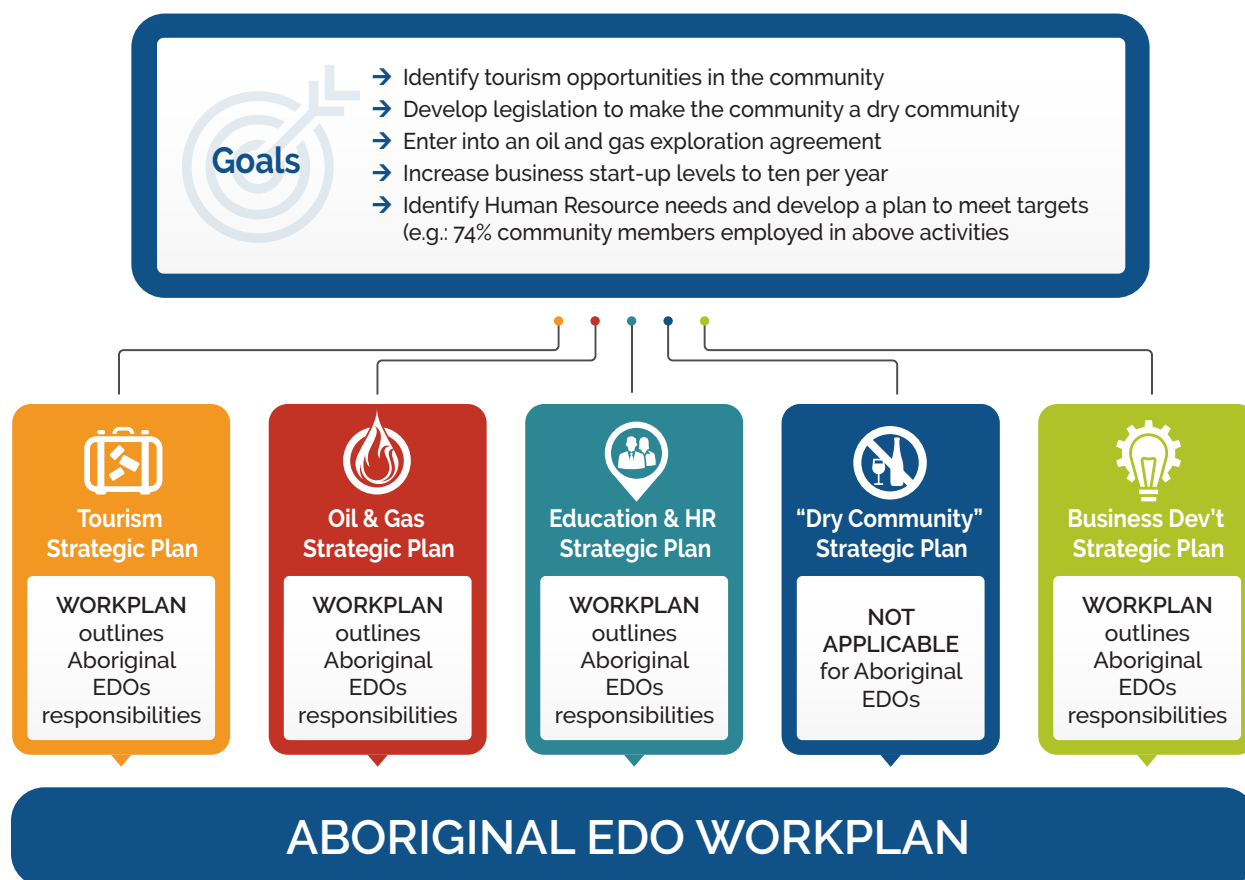 Goals
→ Identify tourism opportunities in the community
→ Develop legislation to make the community a dry community
→ Enter into an oil and gas exploration agreement
→ Increase business start-up levels to ten per year
→ Identify Human Resource needs and develop a plan to meet targets
(e.g.: 74% community members employed in above activities
Tourism
Strategic Plan
WORKPLAN
outlines
Aboriginal
EDOs
responsibilities
Oil & Gas
Strategic Plan
WORKPLAN
outlines
Aboriginal
EDOs
responsibilities
Education & HR
Strategic Plan
WORKPLAN
outlines
Aboriginal
EDOs
responsibilities
“Dry Community”
Strategic Plan
NOT
APPLICABLE
for Aboriginal
EDOs
Business Dev’t
Strategic Plan
WORKPLAN
outlines
Aboriginal
EDOs
responsibilities
ABORIGINAL EDO WORKPLAN